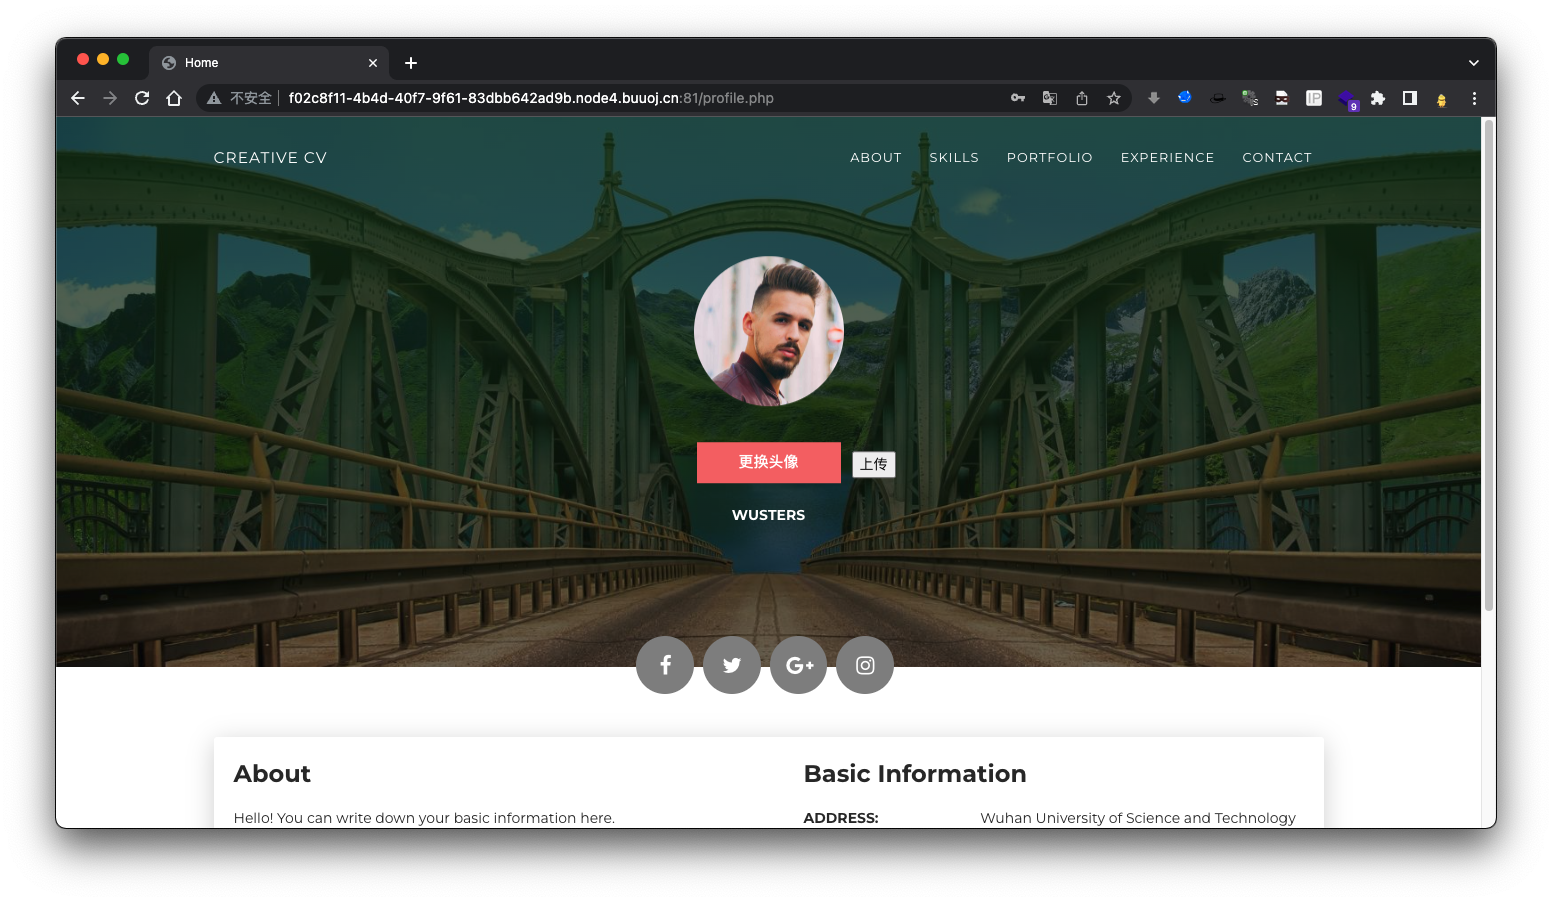 Home
不安全 f02c8f11-4b4d-40f7-9f61-83dbb642ad9b.node4.buuoj.cn:81/profile.php
IP
9
CREATIVE CV
ABOUT SKILLS PORTFOLIO EXPERIENCE CONTACT
更换头像 上传
WUSTERS
About
Hello! You can write down your basic information here.
Basic Information
ADDRESS: Wuhan University of Science and Technology